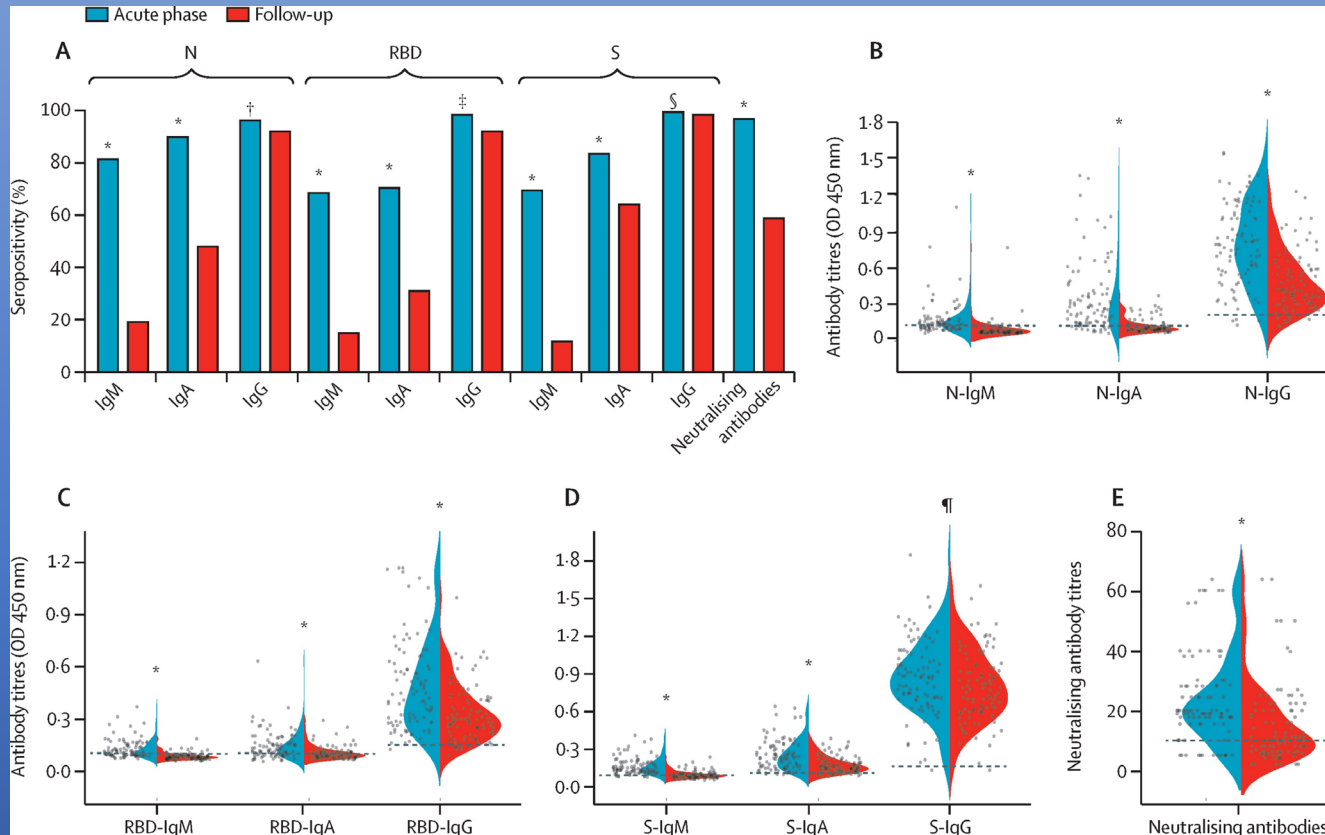 Acute phase Follow-up
A
N RBD S
* * † * * ‡ * * § *
Seropositivity (%)
100
80
60
40
20
0
IgM IgA IgG IgM IgA IgG IgM IgA IgG Neutralising antibodies
B
* * *
Antibody titres (OD 450 nm)
1·8
1·5
1·2
0·9
0·6
0·3
0
N-IgM N-IgA N-IgG
C
* * *
Antibody titres (OD 450 nm)
1·2
0·9
0·6
0·3
0·0
RBD-IgM RBD-IgA RBD-IgG
D
* * ¶
1·8
1·5
1·2
0·9
0·6
0·3
0·0
S-IgM S-IgA S-IgG
E
*
Neutralising antibody titres
80
60
40
20
0
Neutralising antibodies